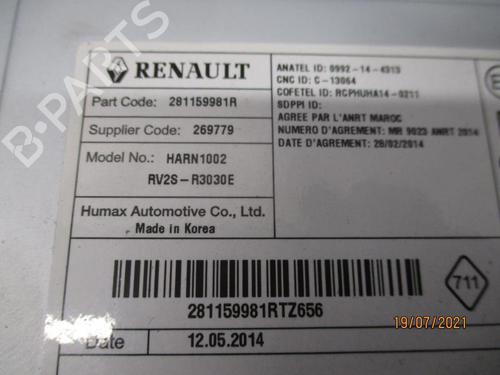 RENAULT
Part Code: 281159981R
Supplier Code: 269779
Model No.: HARN1002
RV2S-R3030E
Humax Automotive Co., Ltd.
Made in Korea
ANATEL ID: 0992-14-4313
CNC ID: C-13064
COFETEL ID: RCPHUHA14-0211
SDPPI ID:
AGREE PAR L'ANRT MAROC
NUMERO D'AGREMENT: MR 9023 ANRT 2014
DATE D'AGREMENT: 28/02/2014
281159981RTZ656
711
Date 12.05.2014
19/07/2021
B-PARTS